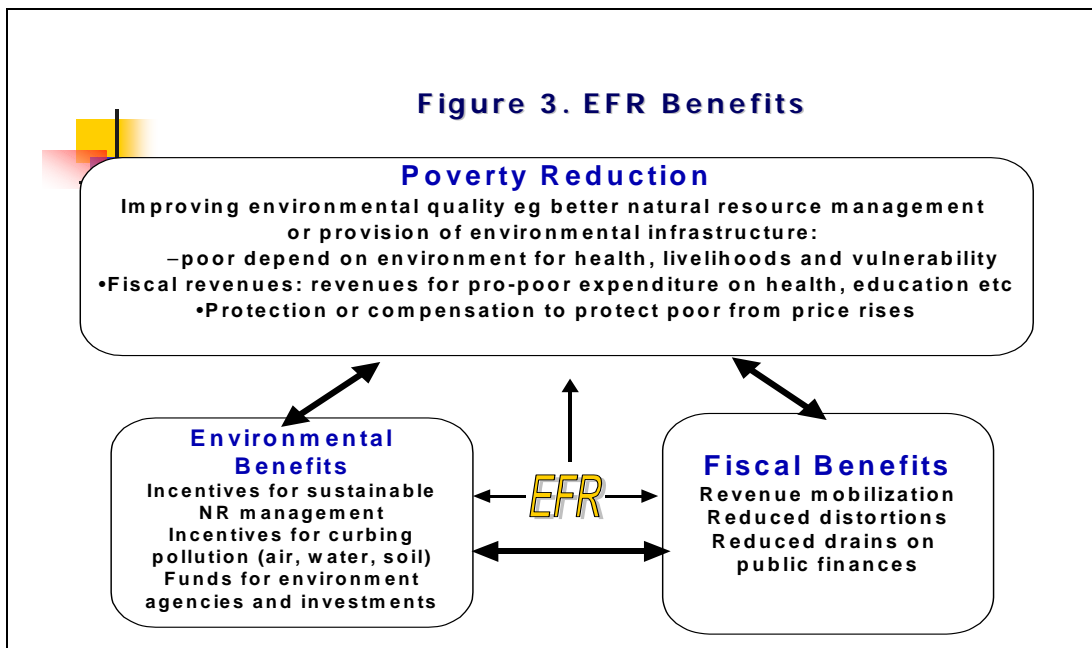 Figure 3. EFR Benefits
Poverty Reduction
Improving environmental quality eg better natural resource management
or provision of environmental infrastructure:
–poor depend on environment for health, livelihoods and vulnerability
•Fiscal revenues: revenues for pro-poor expenditure on health, education etc
•Protection or compensation to protect poor from price rises
Environmental
Benefits
Incentives for sustainable
NR management
Incentives for curbing
pollution (air, water, soil)
Funds for environment
agencies and investments
EFR
Fiscal Benefits
Revenue mobilization
Reduced distortions
Reduced drains on
public finances